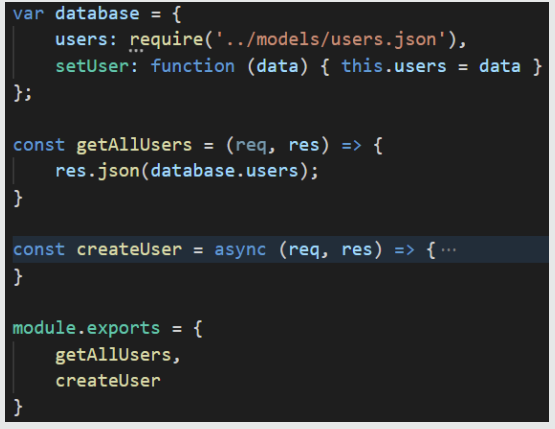 var database = {
users: require('../models/users.json'),
setUser: function (data) { this.users = data }
};
const getAllUsers = (req, res) => {
res.json(database.users);
}
const createUser = async (req, res) => {···
}
module.exports = {
getAllUsers,
createUser
}